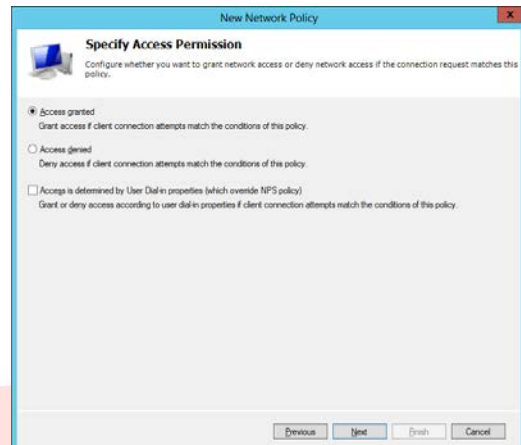 New Network Policy
X
Specify Access Permission
Configure whether you want to grant network access or deny network access if the connection request matches this
policy.
Access granted
Grant access if client connection attempts match the conditions of this policy.
Access denied
Deny access if client connection attempts match the conditions of this policy.
Access is determined by User Dial-in properties (which override NPS policy)
Grant or deny access according to user dial-in properties if client connection attempts match the conditions of this policy.
Previous Next Finish Cancel